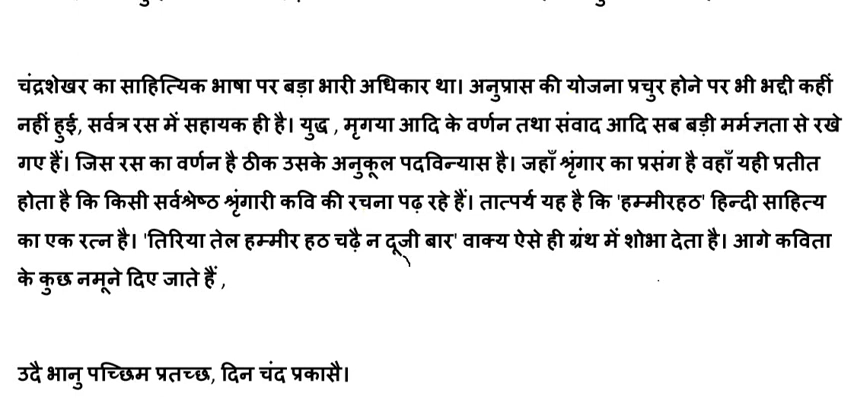 चंद्रशेखर का साहित्यिक भाषा पर बड़ा भारी अधिकार था। अनुप्रास की योजना प्रचुर होने पर भी भद्दी कहीं
नहीं हुई, सर्वत्र रस में सहायक ही है। युद्ध , मृगया आदि के वर्णन तथा संवाद आदि सब बड़ी मर्मज्ञता से रखे
गए हैं। जिस रस का वर्णन है ठीक उसके अनुकूल पदविन्यास है। जहाँ श्रृंगार का प्रसंग है वहाँ यही प्रतीत
होता है कि किसी सर्वश्रेष्ठ श्रृंगारी कवि की रचना पढ़ रहे हैं। तात्पर्य यह है कि 'हम्मीरहठ' हिन्दी साहित्य
का एक रत्न है। 'तिरिया तेल हम्मीर हठ चढ़ै न दूजी बार' वाक्य ऐसे ही ग्रंथ में शोभा देता है। आगे कविता
के कुछ नमूने दिए जाते हैं ,
उदै भानु पच्छिम प्रतच्छ, दिन चंद प्रकासै।